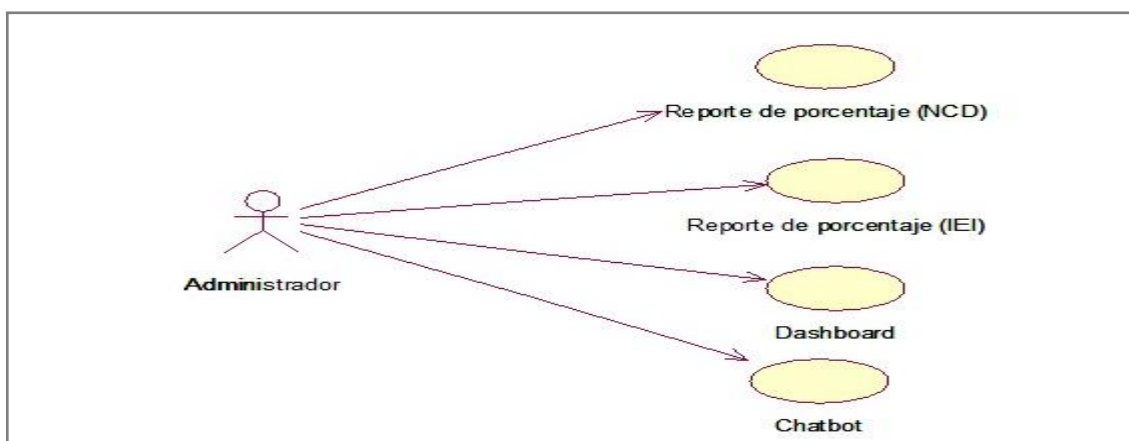 Reporte de porcentaje (NCD)
Reporte de porcentaje (IEI)
Administrador
Dashboard
Chatbot